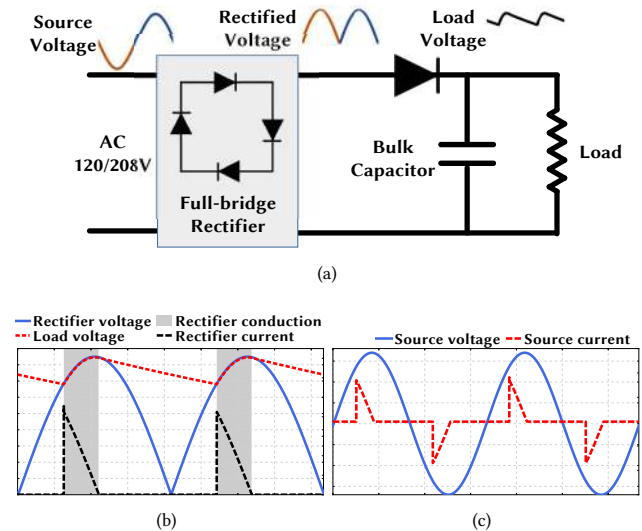 Source
Voltage
Rectified
Voltage
Load
Voltage
AC
120/208V
Full-bridge
Rectifier
Bulk
Capacitor
Load
(a)
Rectifier voltage
Rectifier conduction
Load voltage
Rectifier current
(b)
Source voltage
Source current
(c)